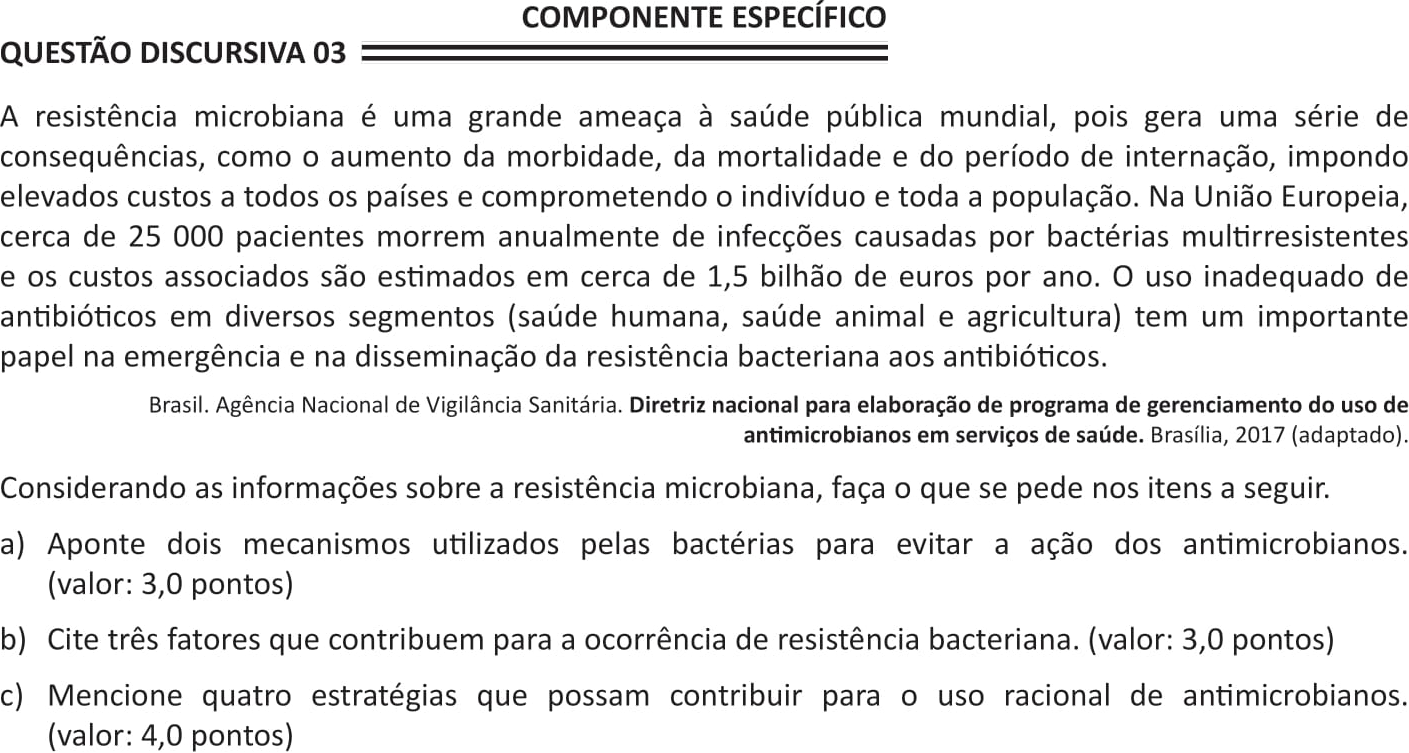 COMPONENTE ESPECÍFICO
QUESTÃO DISCURSIVA 03
A resistência microbiana é uma grande ameaça à saúde pública mundial, pois gera uma série de
consequências, como o aumento da morbidade, da mortalidade e do período de internação, impondo
elevados custos a todos os países e comprometendo o indivíduo e toda a população. Na União Europeia,
cerca de 25 000 pacientes morrem anualmente de infecções causadas por bactérias multirresistentes
e os custos associados são estimados em cerca de 1,5 bilhão de euros por ano. O uso inadequado de
antibióticos em diversos segmentos (saúde humana, saúde animal e agricultura) tem um importante
papel na emergência e na disseminação da resistência bacteriana aos antibióticos.
Brasil. Agência Nacional de Vigilância Sanitária. Diretriz nacional para elaboração de programa de gerenciamento do uso de
antimicrobianos em serviços de saúde. Brasília, 2017 (adaptado).
Considerando as informações sobre a resistência microbiana, faça o que se pede nos itens a seguir.
a) Aponte dois mecanismos utilizados pelas bactérias para evitar a ação dos antimicrobianos.
(valor: 3,0 pontos)
b) Cite três fatores que contribuem para a ocorrência de resistência bacteriana. (valor: 3,0 pontos)
c) Mencione quatro estratégias que possam contribuir para o uso racional de antimicrobianos.
(valor: 4,0 pontos)